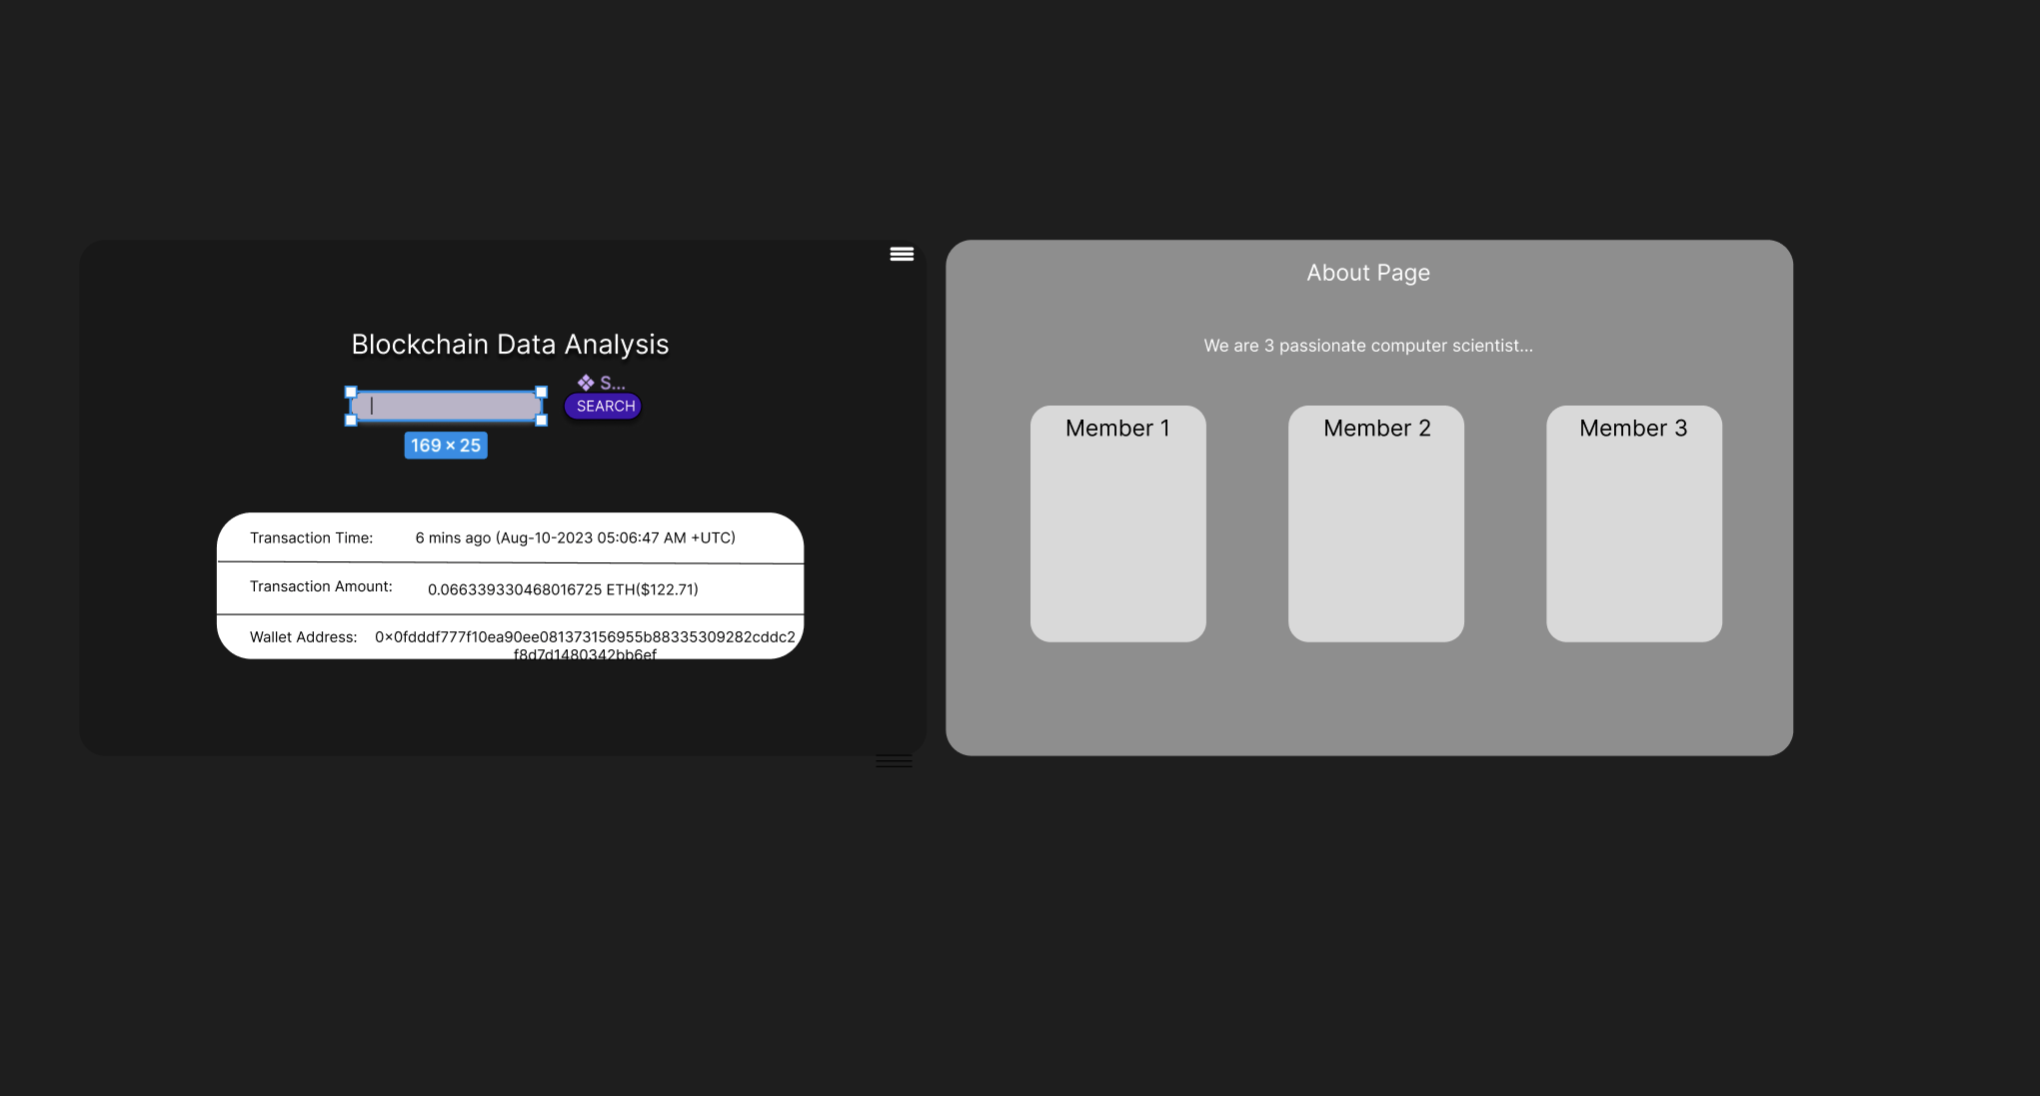 Blockchain Data Analysis
S...
SEARCH
169 × 25
Transaction Time: 6 mins ago (Aug-10-2023 05:06:47 AM +UTC)
Transaction Amount: 0.066339330468016725 ETH($122.71)
Wallet Address: 0×0fdddf777f10ea90ee081373156955b88335309282cddc2
f8d7d1480342bb6ef
About Page
We are 3 passionate computer scientist...
Member 1
Member 2
Member 3